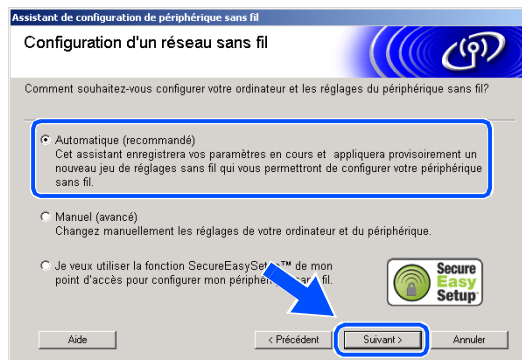 Assistant de configuration de périphérique sans fil
Configuration d'un réseau sans fil
Comment souhaitez-vous configurer votre ordinateur et les réglages du périphérique sans fil?
Automatique (recommandé)
Cet assistant enregistrera vos paramètres en cours et appliquera provisoirement un
nouveau jeu de réglages sans fil qui vous permettront de configurer votre périphérique
sans fil.
Manuel (avancé)
Changez manuellement les réglages de votre ordinateur et du périphérique.
Je veux utiliser la fonction SecureEasySetup™ de mon
point d'accès pour configurer mon périphérique sans fil.
Secure
Easy
Setup
Aide
< Précédent
Suivant >
Annuler